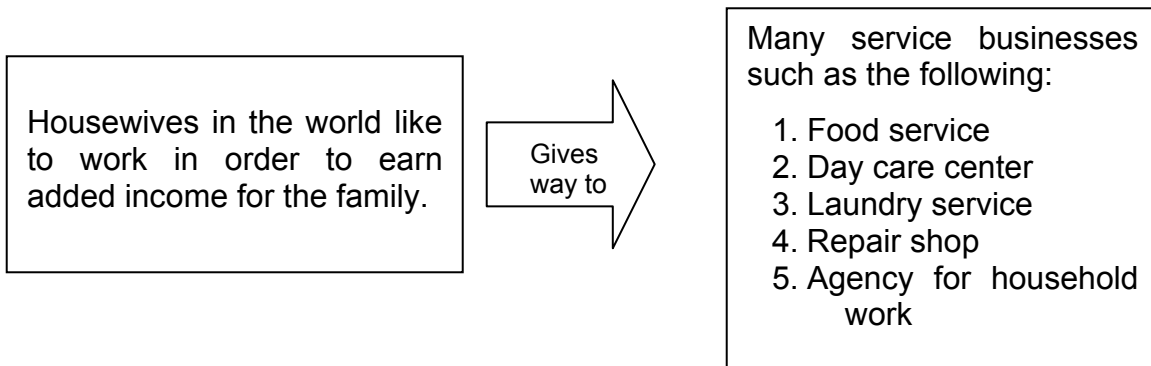 Housewives in the world like
to work in order to earn
added income for the family.
Gives
way to
Many service businesses
such as the following:
1. Food service
2. Day care center
3. Laundry service
4. Repair shop
5. Agency for household
work